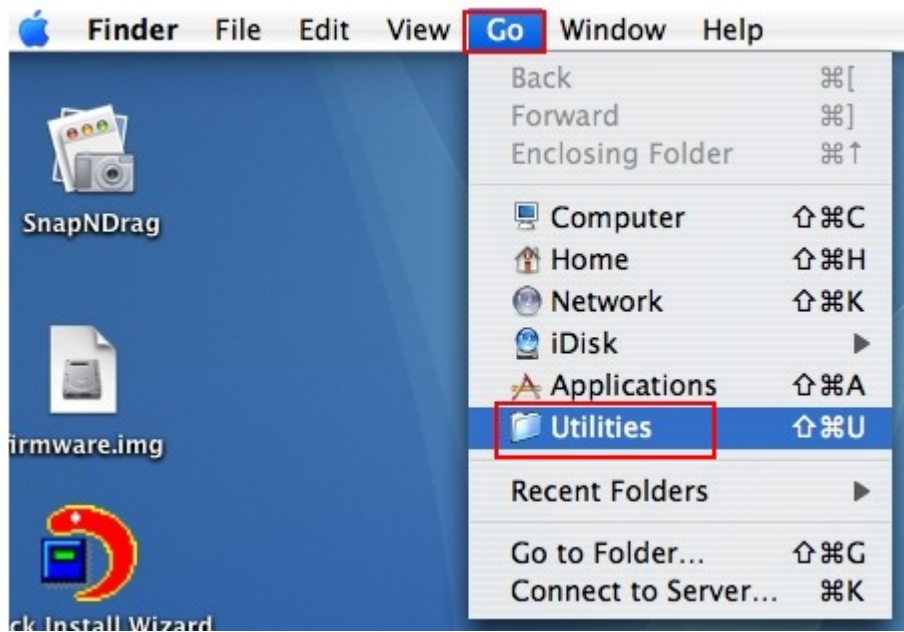 Finder File Edit View Go Window Help
Back ⌘[
Forward ⌘]
Enclosing Folder ⌘↑
Computer ⇧⌘C
Home ⇧⌘H
Network ⇧⌘K
iDisk ▶
Applications ⇧⌘A
Utilities ⇧⌘U
Recent Folders ▶
Go to Folder... ⇧⌘G
Connect to Server... ⌘K
SnapNDrag
irmware.img
ck Install Wizard